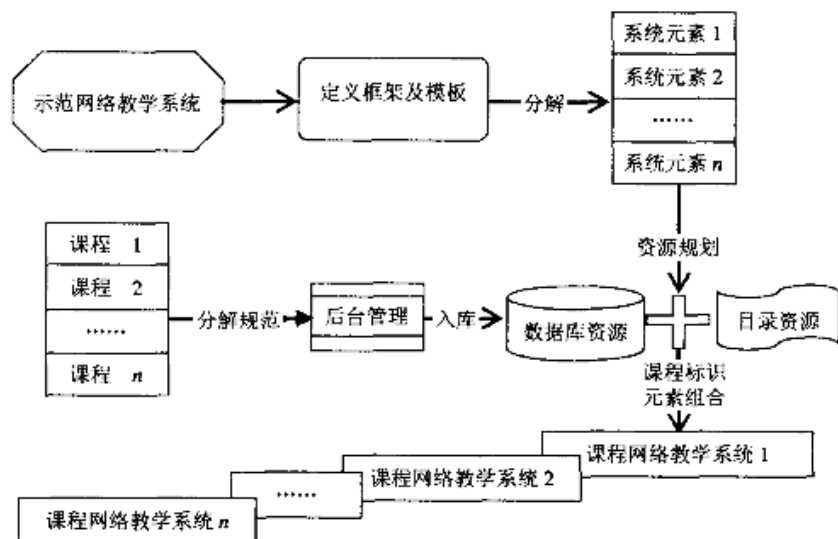 示范网络教学系统
定义框架及模板
分解
系统元素 1
系统元素 2
……
系统元素 n
资源规划
课程 1
课程 2
……
课程 n
分解规范
后台管理
入库
数据库资源
目录资源
课程标识
元素组合
课程网络教学系统 1
课程网络教学系统 2
……
课程网络教学系统 n